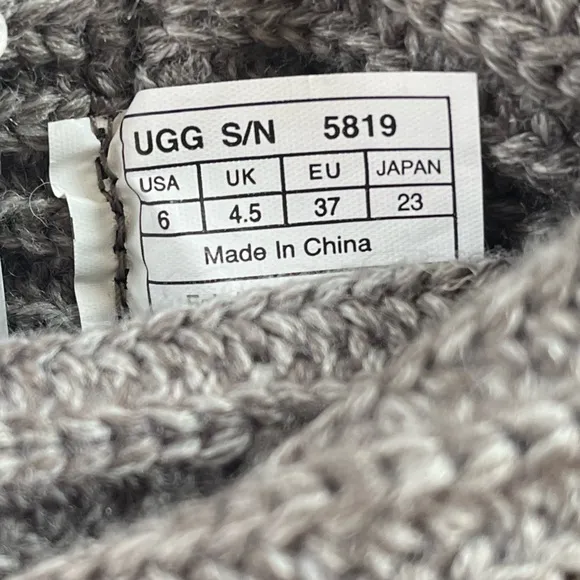 UGG S/N 5819
USA UK EU JAPAN
6 4.5 37 23
Made In China